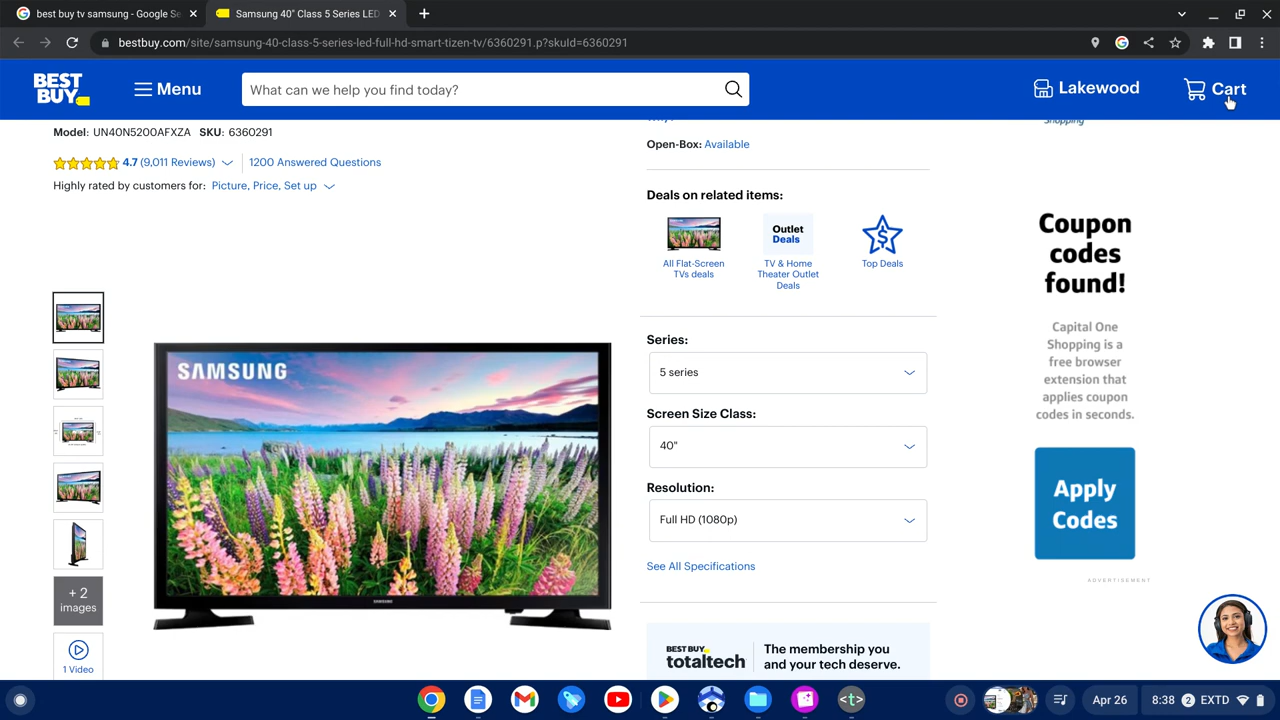 best buy tv samsung - Google Se
Samsung 40" Class 5 Series LED
bestbuy.com/site/samsung-40-class-5-series-led-full-hd-smart-tizen-tv/6360291.p?skuId=6360291
BEST BUY
Menu
What can we help you find today?
Lakewood
Cart
Model: UN40N5200AFXZA SKU: 6360291
4.7 (9,011 Reviews)
1200 Answered Questions
Highly rated by customers for: Picture, Price, Set up
SAMSUNG
SAMSUNG
+ 2
images
1 Video
Open-Box: Available
Deals on related items:
All Flat-Screen
TVs deals
Outlet
Deals
TV & Home
Theater Outlet
Deals
Top Deals
Series:
5 series
Screen Size Class:
40"
Resolution:
Full HD (1080p)
See All Specifications
BEST BUY
totaltech
The membership you
and your tech deserve.
Shopping
Coupon
codes
found!
Capital One
Shopping is a
free browser
extension that
applies coupon
codes in seconds.
Apply
Codes
ADVERTISEMENT
<t>
Apr 26
8:38
2
EXTD